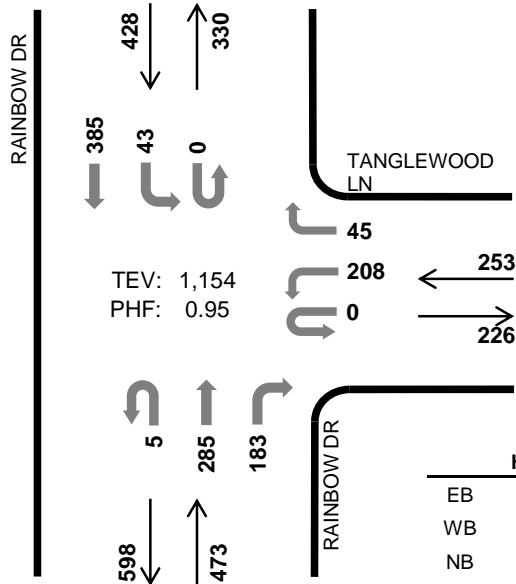 428
330
RAINBOW DR
385
43
0
TANGLEWOOD
LN
45
208
0
253
226
TEV: 1,154
PHF: 0.95
5
285
183
RAINBOW DR
598
473
H
EB
WB
NB